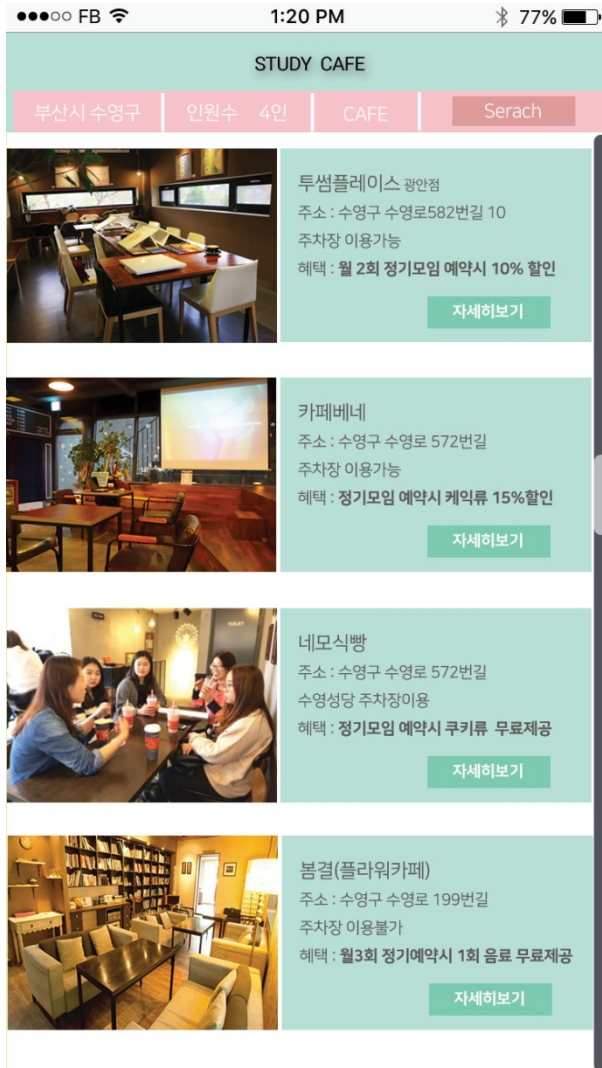 FB 1:20 PM 77%
STUDY CAFE
부산시 수영구 인원수 4인 CAFE Serach
투썸플레이스 광안점
주소 : 수영구 수영로582번길 10
주차장 이용가능
혜택 : 월 2회 정기모임 예약시 10% 할인
자세히보기
카페베네
주소 : 수영구 수영로 572번길
주차장 이용가능
혜택 : 정기모임 예약시 케익류 15%할인
자세히보기
네모식빵
주소 : 수영구 수영로 572번길
수영성당 주차장이용
혜택 : 정기모임 예약시 쿠키류 무료제공
자세히보기
봄결(플라워카페)
주소 : 수영구 수영로 199번길
주차장 이용불가
혜택 : 월3회 정기예약시 1회 음료 무료제공
자세히보기